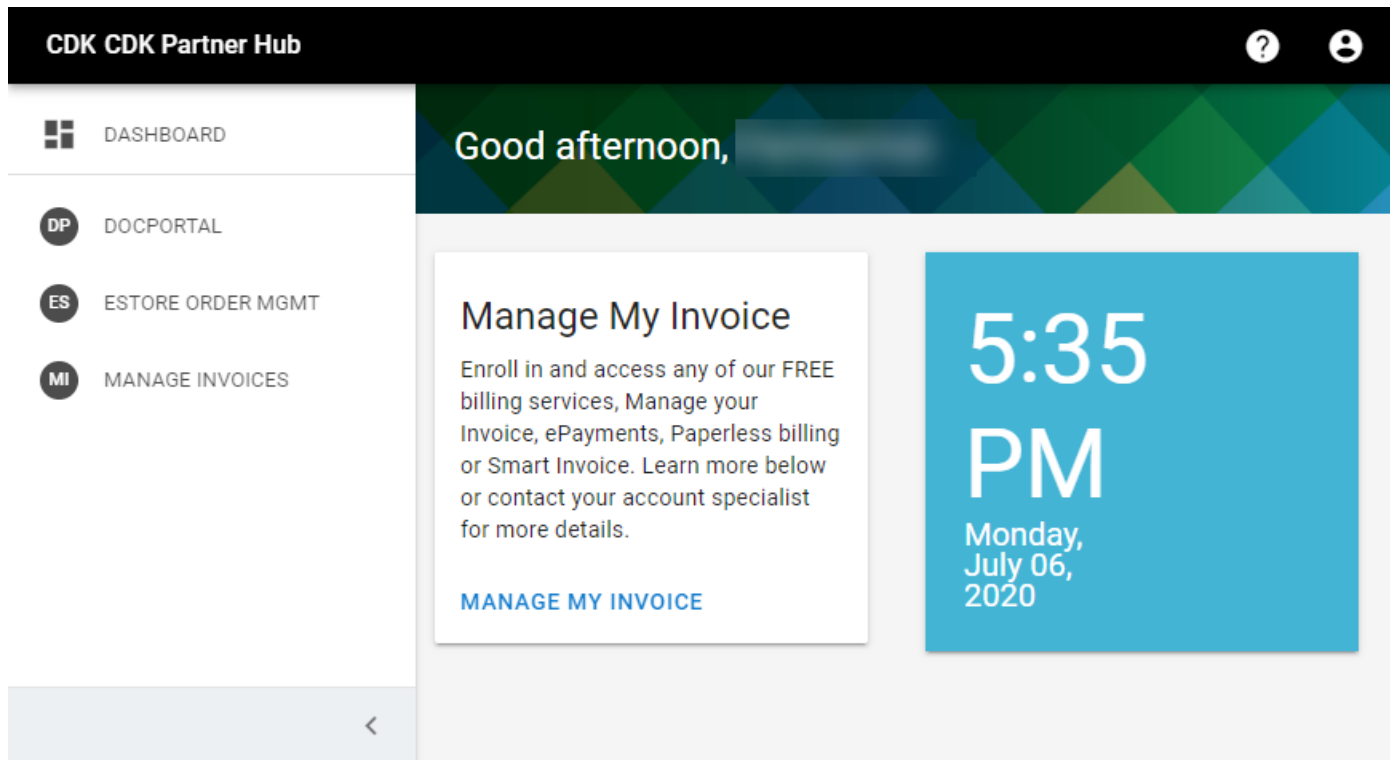 CDK CDK Partner Hub
DASHBOARD
DP DOCPORTAL
ES ESTORE ORDER MGMT
MI MANAGE INVOICES
Good afternoon,
Manage My Invoice
Enroll in and access any of our FREE
billing services, Manage your
Invoice, ePayments, Paperless billing
or Smart Invoice. Learn more below
or contact your account specialist
for more details.
MANAGE MY INVOICE
5:35
PM
Monday,
July 06,
2020